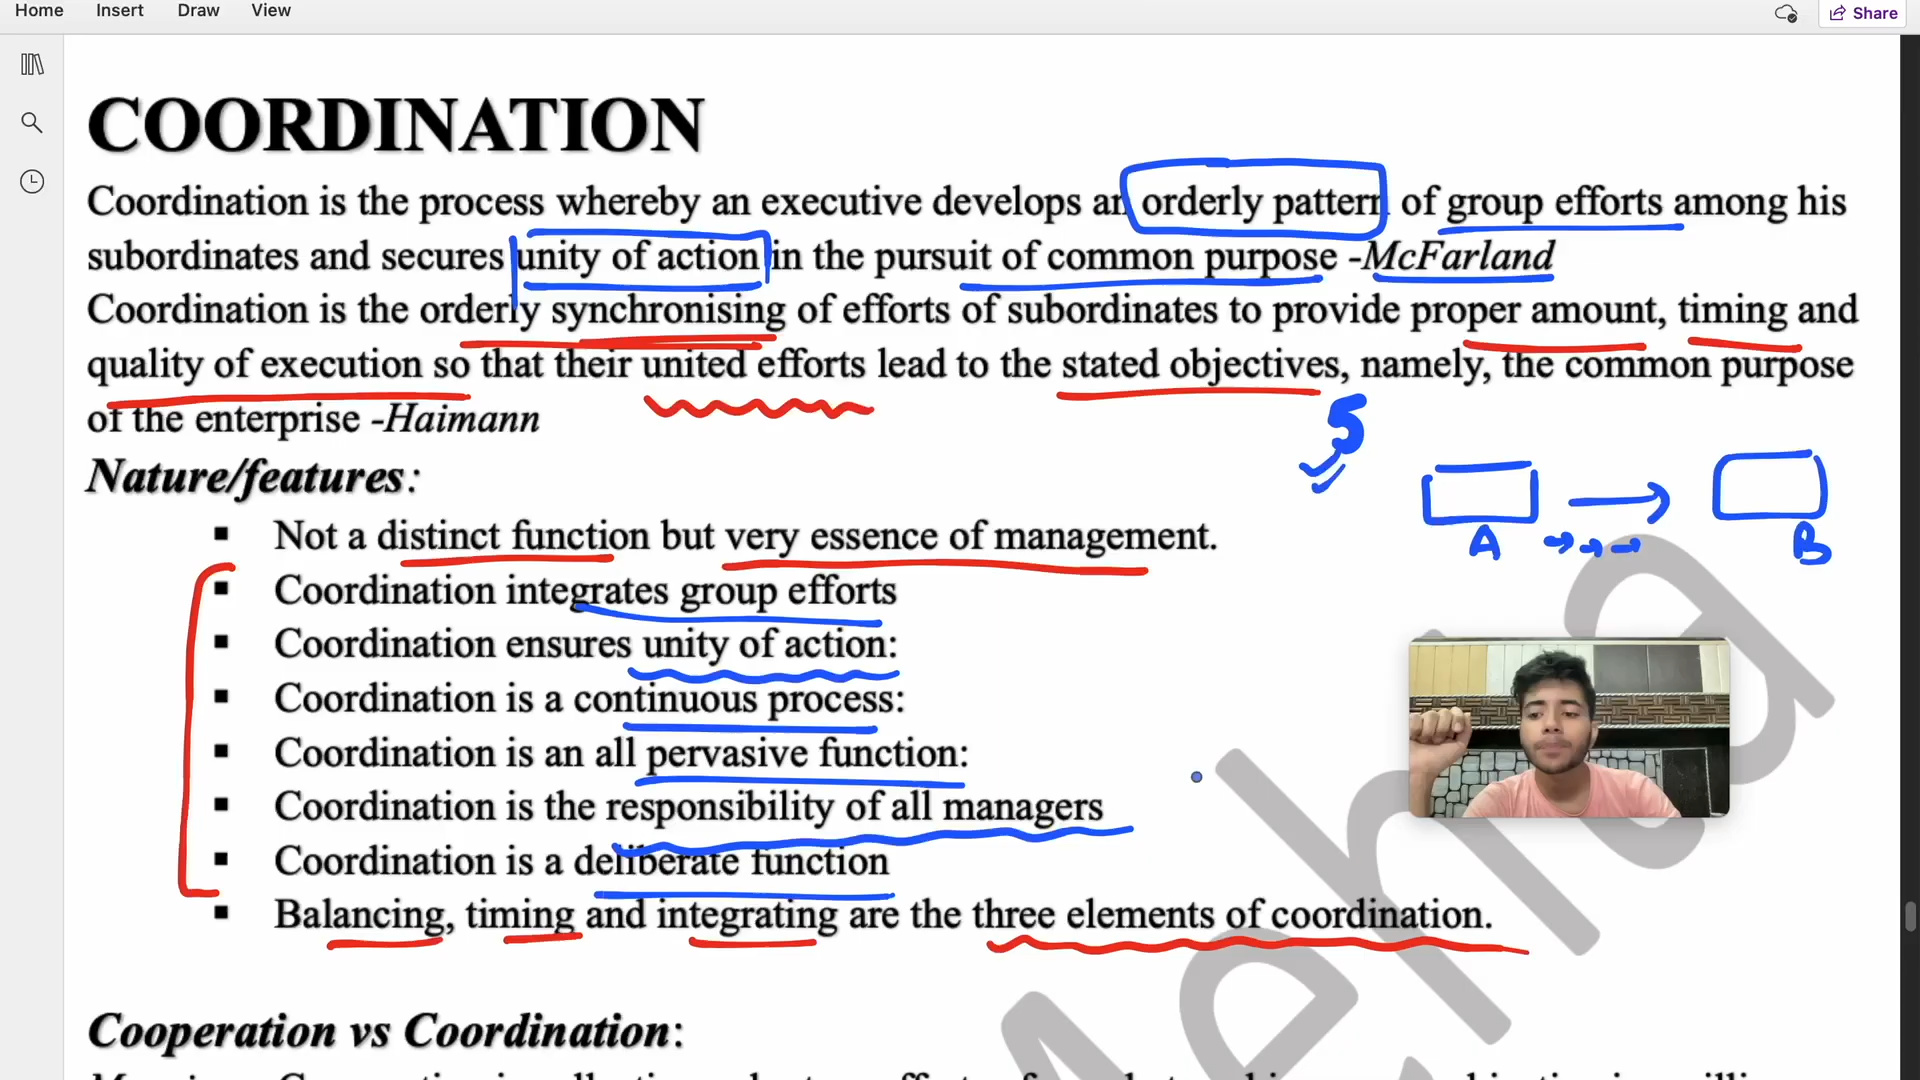 Home Insert Draw View
Share
COORDINATION
Coordination is the process whereby an executive develops an orderly pattern of group efforts among his
subordinates and secures unity of action in the pursuit of common purpose -McFarland
Coordination is the orderly synchronising of efforts of subordinates to provide proper amount, timing and
quality of execution so that their united efforts lead to the stated objectives, namely, the common purpose
of the enterprise -Haimann
5
Nature/features:
A B
▪ Not a distinct function but very essence of management.
▪ Coordination integrates group efforts
▪ Coordination ensures unity of action:
▪ Coordination is a continuous process:
▪ Coordination is an all pervasive function:
▪ Coordination is the responsibility of all managers
▪ Coordination is a deliberate function
▪ Balancing, timing and integrating are the three elements of coordination.
Cooperation vs Coordination:
Mehta